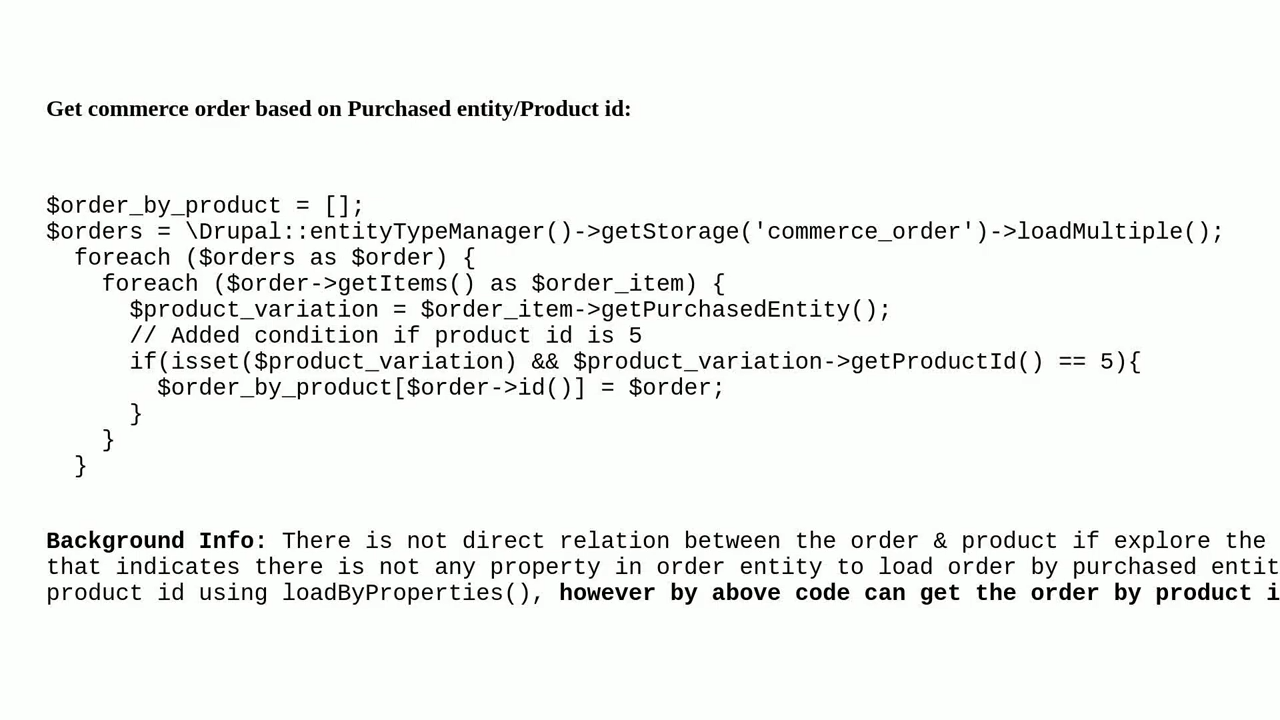 Get commerce order based on Purchased entity/Product id:
$order_by_product = [];
$orders = \Drupal::entityTypeManager()->getStorage('commerce_order')->loadMultiple();
foreach ($orders as $order) {
foreach ($order->getItems() as $order_item) {
$product_variation = $order_item->getPurchasedEntity();
// Added condition if product id is 5
if(isset($product_variation) && $product_variation->getProductId() == 5){
$order_by_product[$order->id()] = $order;
}
}
}
Background Info: There is not direct relation between the order & product if explore the
that indicates there is not any property in order entity to load order by purchased entit
product id using loadByProperties(), however by above code can get the order by product i